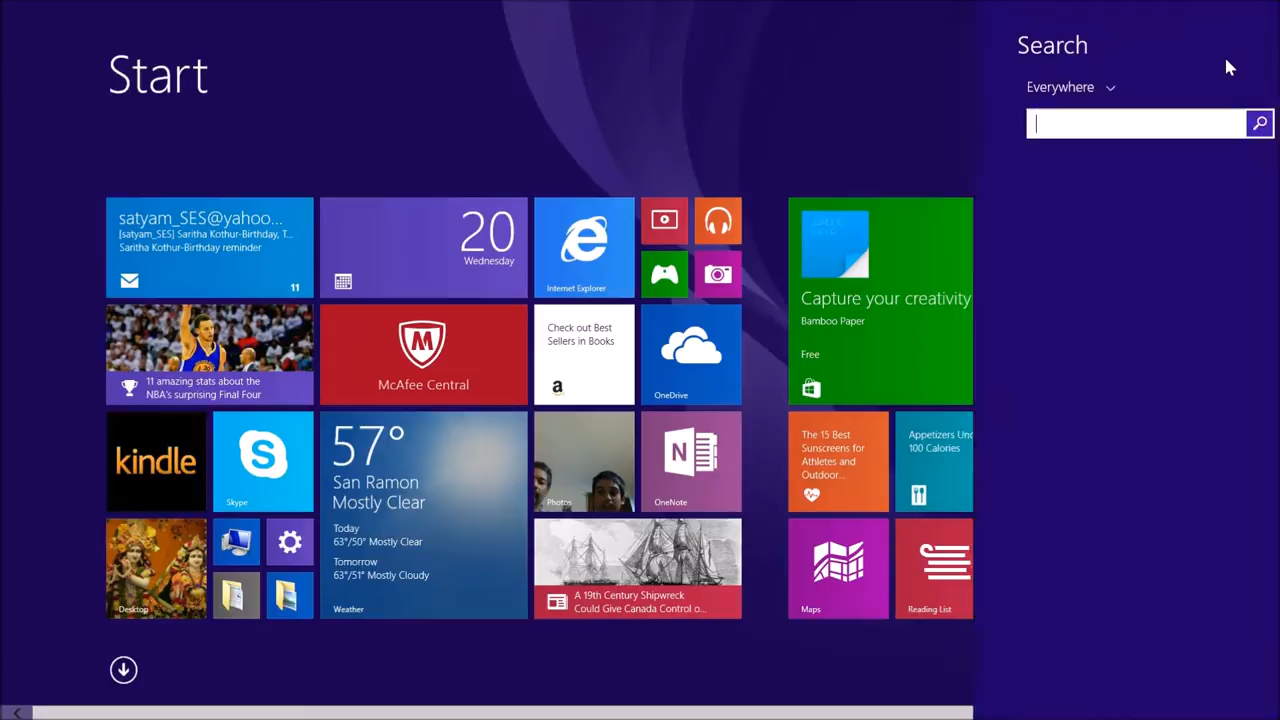 Start
Search
Everywhere
satyam_SES@yahoo...
[satyam_SES] Saritha Kothur-Birthday, T...
Saritha Kothur-Birthday reminder
11
20
Wednesday
Internet Explorer
Capture your creativity
Bamboo Paper
Free
11 amazing stats about the
NBA's surprising Final Four
M
McAfee Central
Check out Best
Sellers in Books
a
OneDrive
kindle
S
Skype
57°
San Ramon
Mostly Clear
Today
63°/50° Mostly Clear
Tomorrow
63°/51° Mostly Cloudy
Weather
Photos
N
OneNote
The 15 Best
Sunscreens for
Athletes and
Outdoor...
Appetizers Und
100 Calories
Desktop
A 19th Century Shipwreck
Could Give Canada Control o...
Maps
Reading List